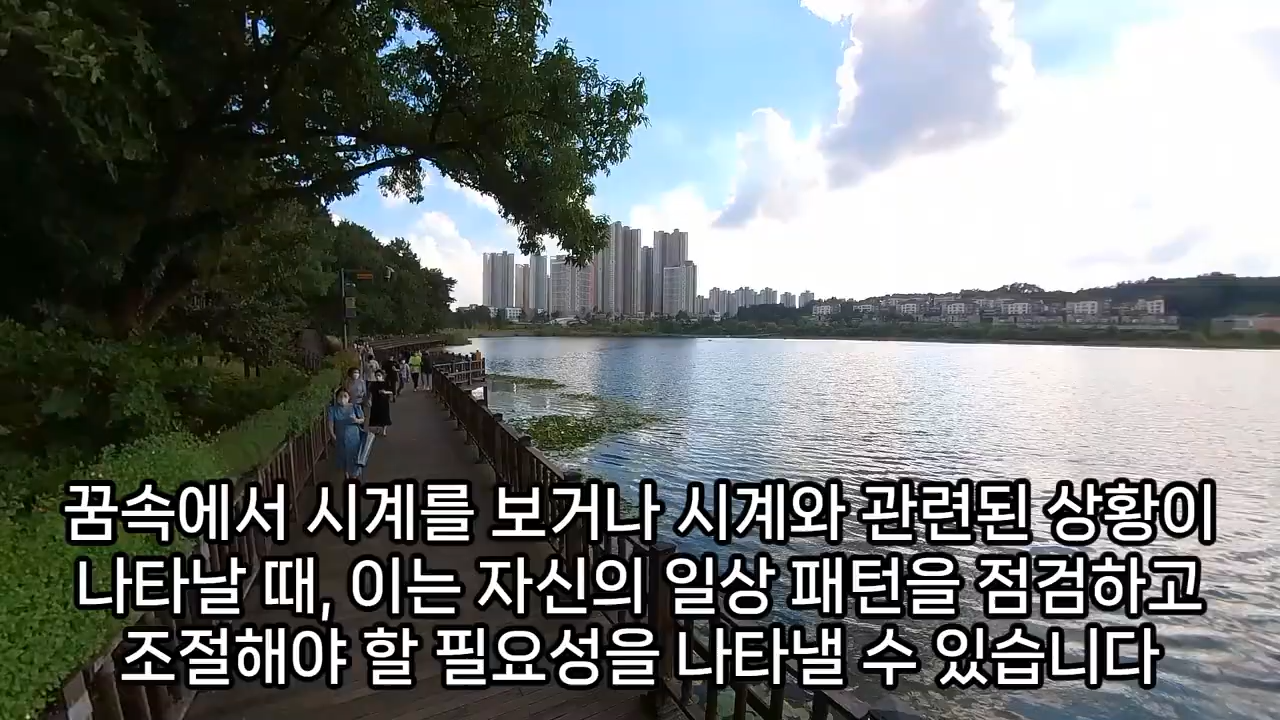 꿈속에서 시계를 보거나 시계와 관련된 상황이
나타날 때, 이는 자신의 일상 패턴을 점검하고
조절해야 할 필요성을 나타낼 수 있습니다